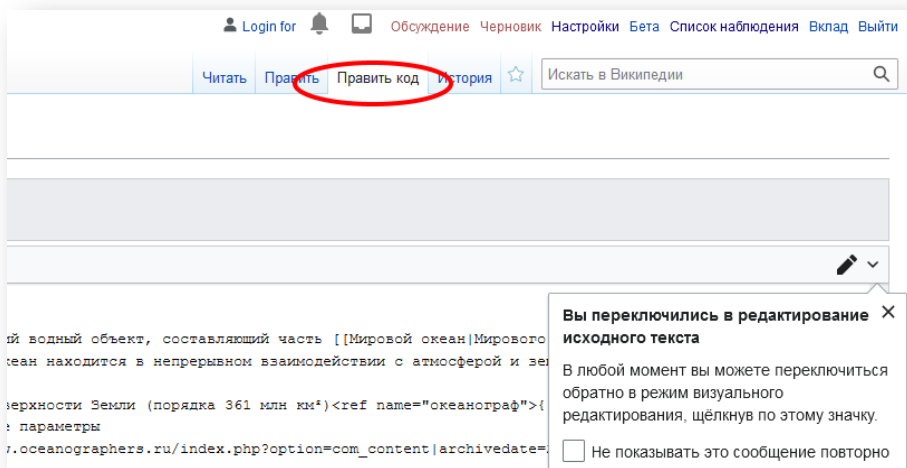 Login for Обсуждение Черновик Настройки Бета Список наблюдения Вклад Выйти
Читать Править Править код История Искать в Википедии
Вы переключились в редактирование
исходного текста
В любой момент вы можете переключиться
обратно в режим визуального
редактирования, щёлкнув по этому значку.
Не показывать это сообщение повторно
водный объект, составляющий часть [[Мировой океан|Мирового
находится в непрерывном взаимодействии с атмосферой и
Земли (порядка 361 млн км²)<ref name="океанограф">{
параметры
.oceanographers.ru/index.php?option=com_content|archivedate=